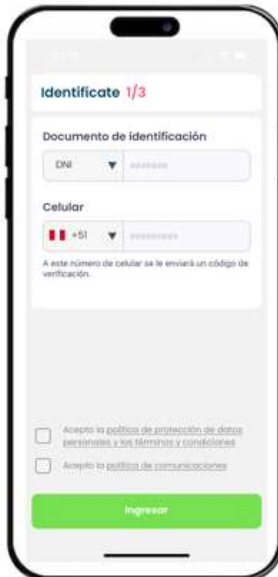 Identifícate 1/3
Documento de identificación
DNI
Celular
+51
A este número de celular se le enviará un código de
verificación.
Acepto la política de protección de datos
personales y los términos y condiciones
Acepto la política de comunicaciones
Ingresar